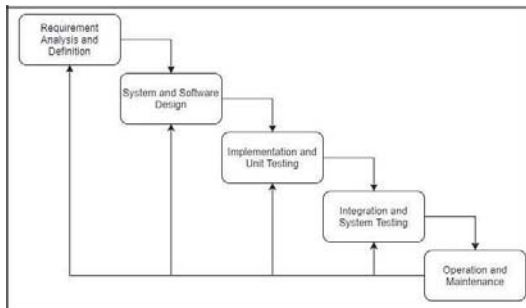 Requirement
Analysis and
Definition
System and Software
Design
Implementation and
Unit Testing
Integration and
System Testing
Operation and
Maintenance